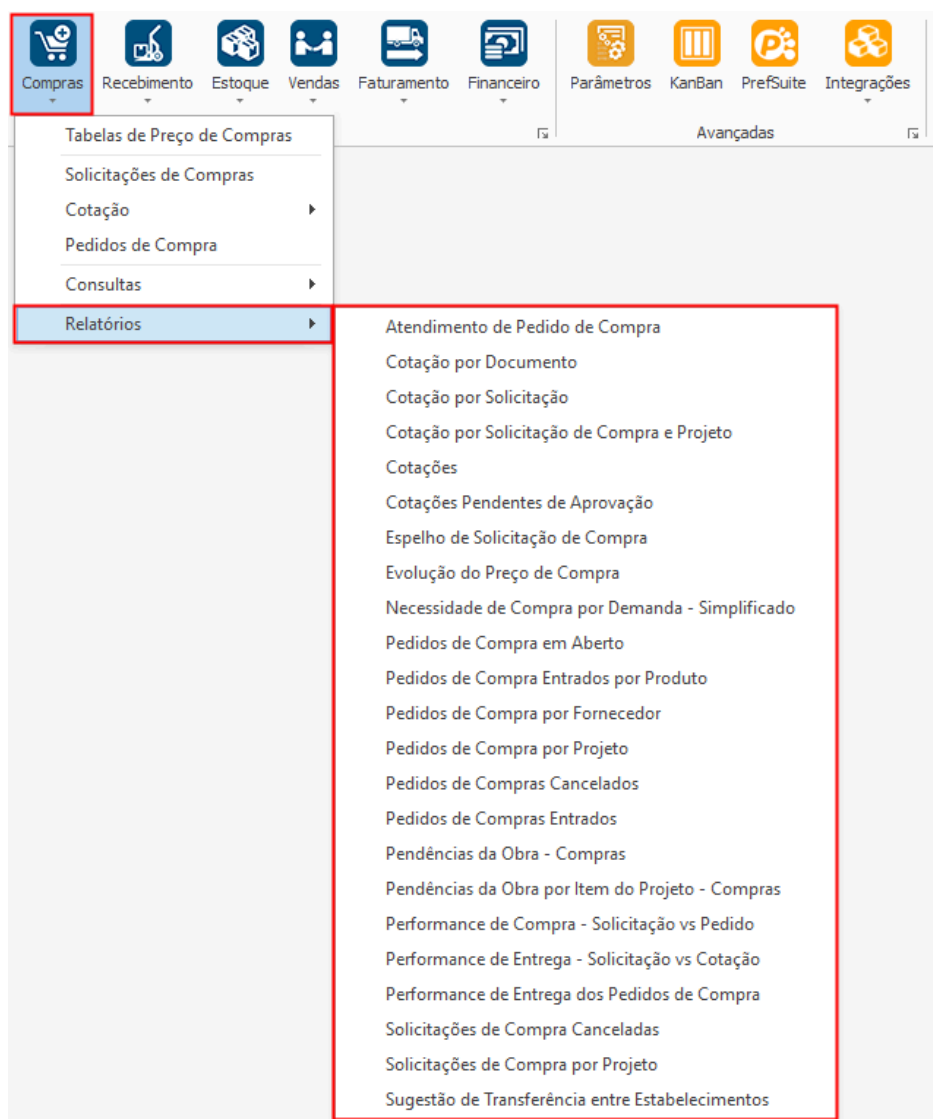 Compras Recebimento Estoque Vendas Faturamento Financeiro Parâmetros KanBan PrefSuite Integrações
Avançadas
Tabelas de Preço de Compras
Solicitações de Compras
Cotação
Pedidos de Compra
Consultas
Relatórios
Atendimento de Pedido de Compra
Cotação por Documento
Cotação por Solicitação
Cotação por Solicitação de Compra e Projeto
Cotações
Cotações Pendentes de Aprovação
Espelho de Solicitação de Compra
Evolução do Preço de Compra
Necessidade de Compra por Demanda - Simplificado
Pedidos de Compra em Aberto
Pedidos de Compra Entrados por Produto
Pedidos de Compra por Fornecedor
Pedidos de Compra por Projeto
Pedidos de Compras Cancelados
Pedidos de Compras Entrados
Pendências da Obra - Compras
Pendências da Obra por Item do Projeto - Compras
Performance de Compra - Solicitação vs Pedido
Performance de Entrega - Solicitação vs Cotação
Performance de Entrega dos Pedidos de Compra
Solicitações de Compra Canceladas
Solicitações de Compra por Projeto
Sugestão de Transferência entre Estabelecimentos